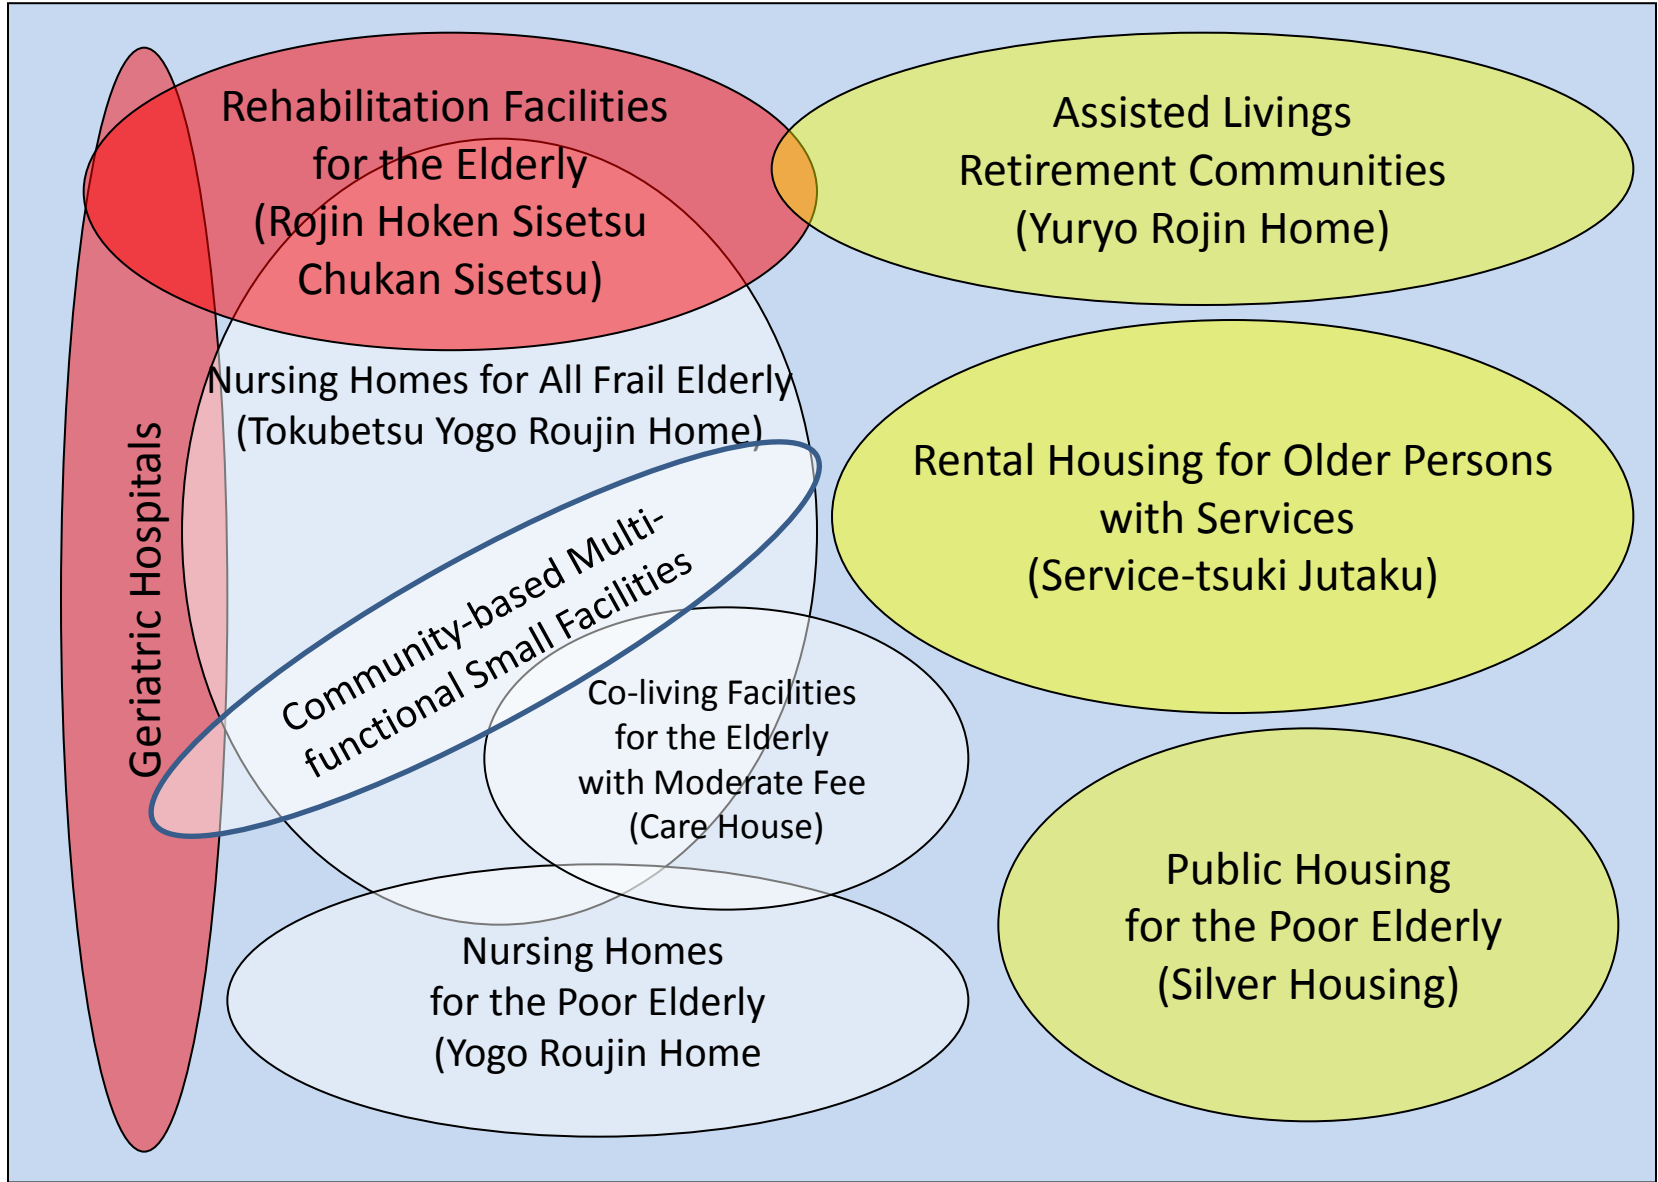 Rehabilitation Facilities
for the Elderly
(Rojin Hoken Sisetsu
Chukan Sisetsu)
Assisted Livings
Retirement Communities
(Yuryo Rojin Home)
Nursing Homes for All Frail Elderly
(Tokubetsu Yogo Roujin Home)
Geriatric Hospitals
Rental Housing for Older Persons
with Services
(Service-tsuki Jutaku)
Community-based Multi-
functional Small Facilities
Co-living Facilities
for the Elderly
with Moderate Fee
(Care House)
Public Housing
for the Poor Elderly
(Silver Housing)
Nursing Homes
for the Poor Elderly
(Yogo Roujin Home